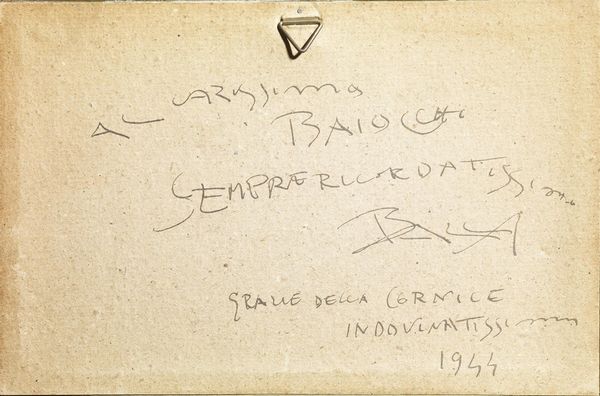 AL CARISSIMO
BAIOCCHI
SEMPRE RICORDATISSIMO
BALLA
GRAZIE DELLA CORNICE
INDOVINATISSIMA
1944